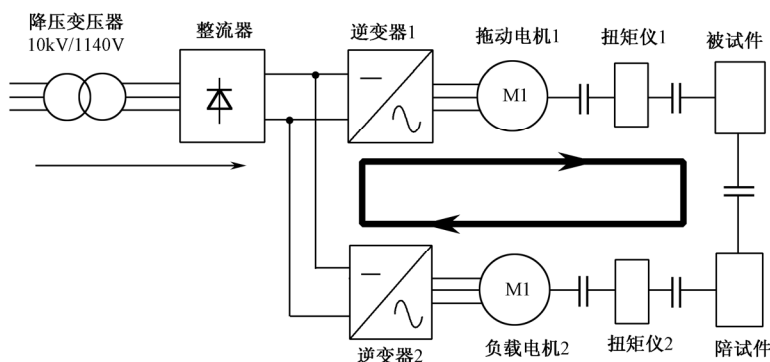 降压变压器
10kV/1140V
整流器
逆变器1
拖动电机1
扭矩仪1
被试件
M1
M1
逆变器2
负载电机2
扭矩仪2
陪试件